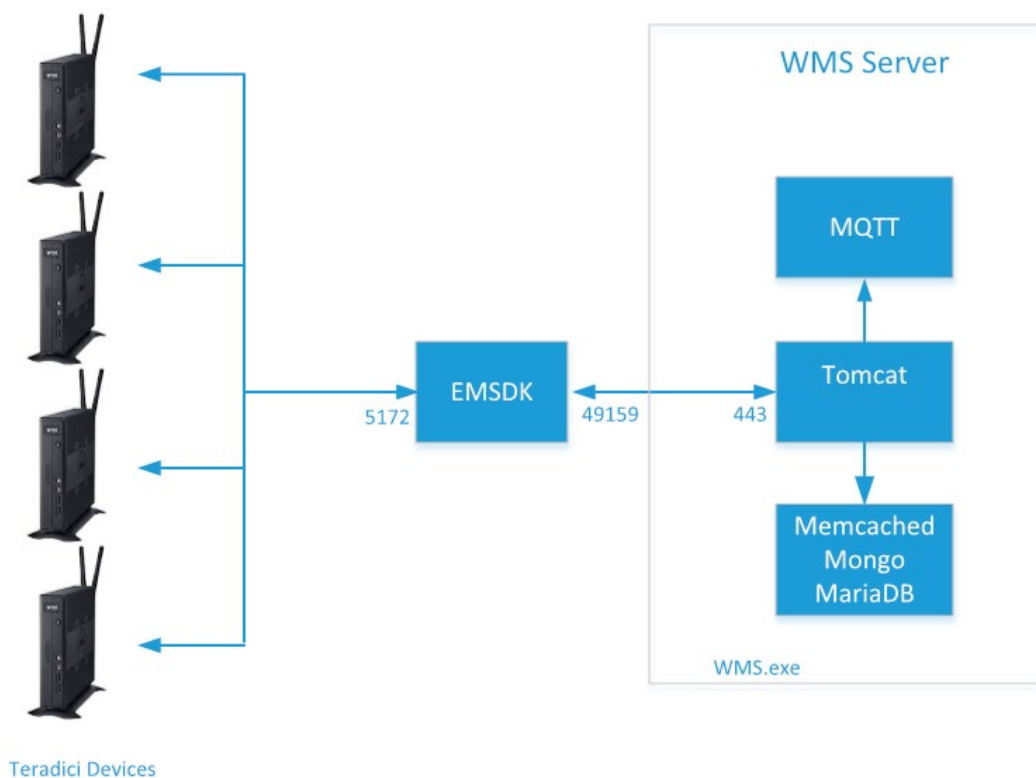 WMS Server
MQTT
Tomcat
EMSDK
5172
49159
443
Memcached
Mongo
MariaDB
WMS.exe
Teradici Devices